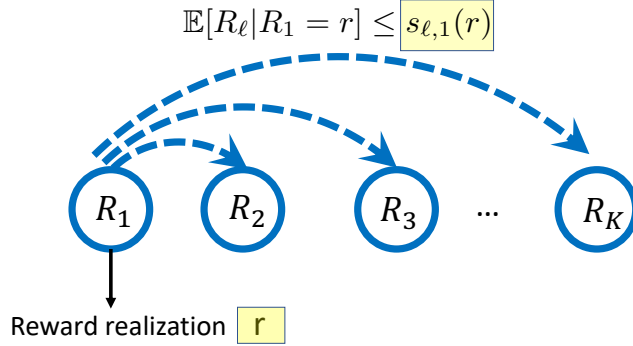 𝔼[R_ℓ|R_1 = r] ≤ s_{ℓ,1}(r)
R_1 R_2 R_3 ... R_K
Reward realization r